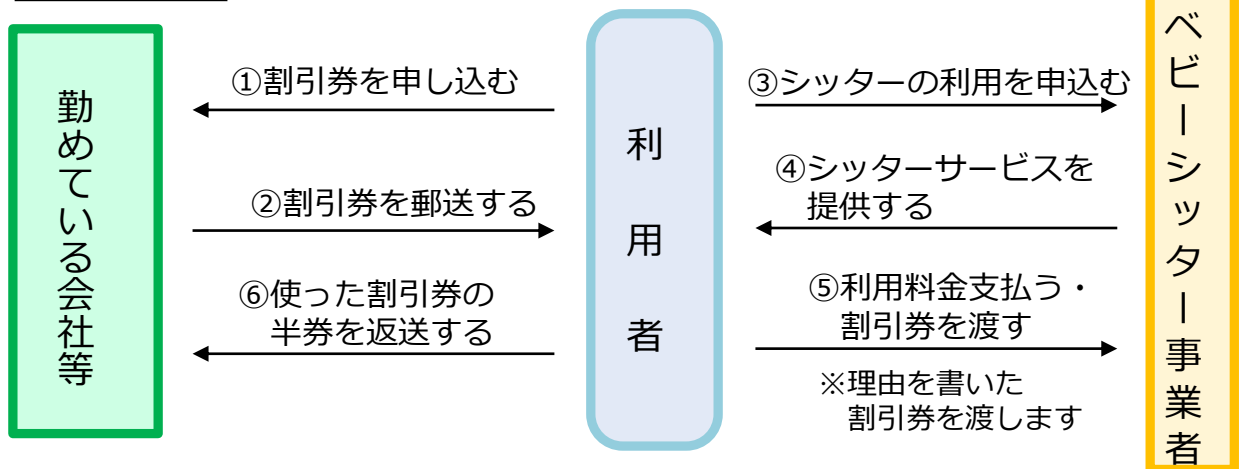 勤めている会社等
①割引券を申し込む
②割引券を郵送する
⑥使った割引券の
半券を返送する
利用者
③シッターの利用を申込む
④シッターサービスを
提供する
⑤利用料金支払う・
割引券を渡す
※理由を書いた
割引券を渡します
ベビーシッター事業者